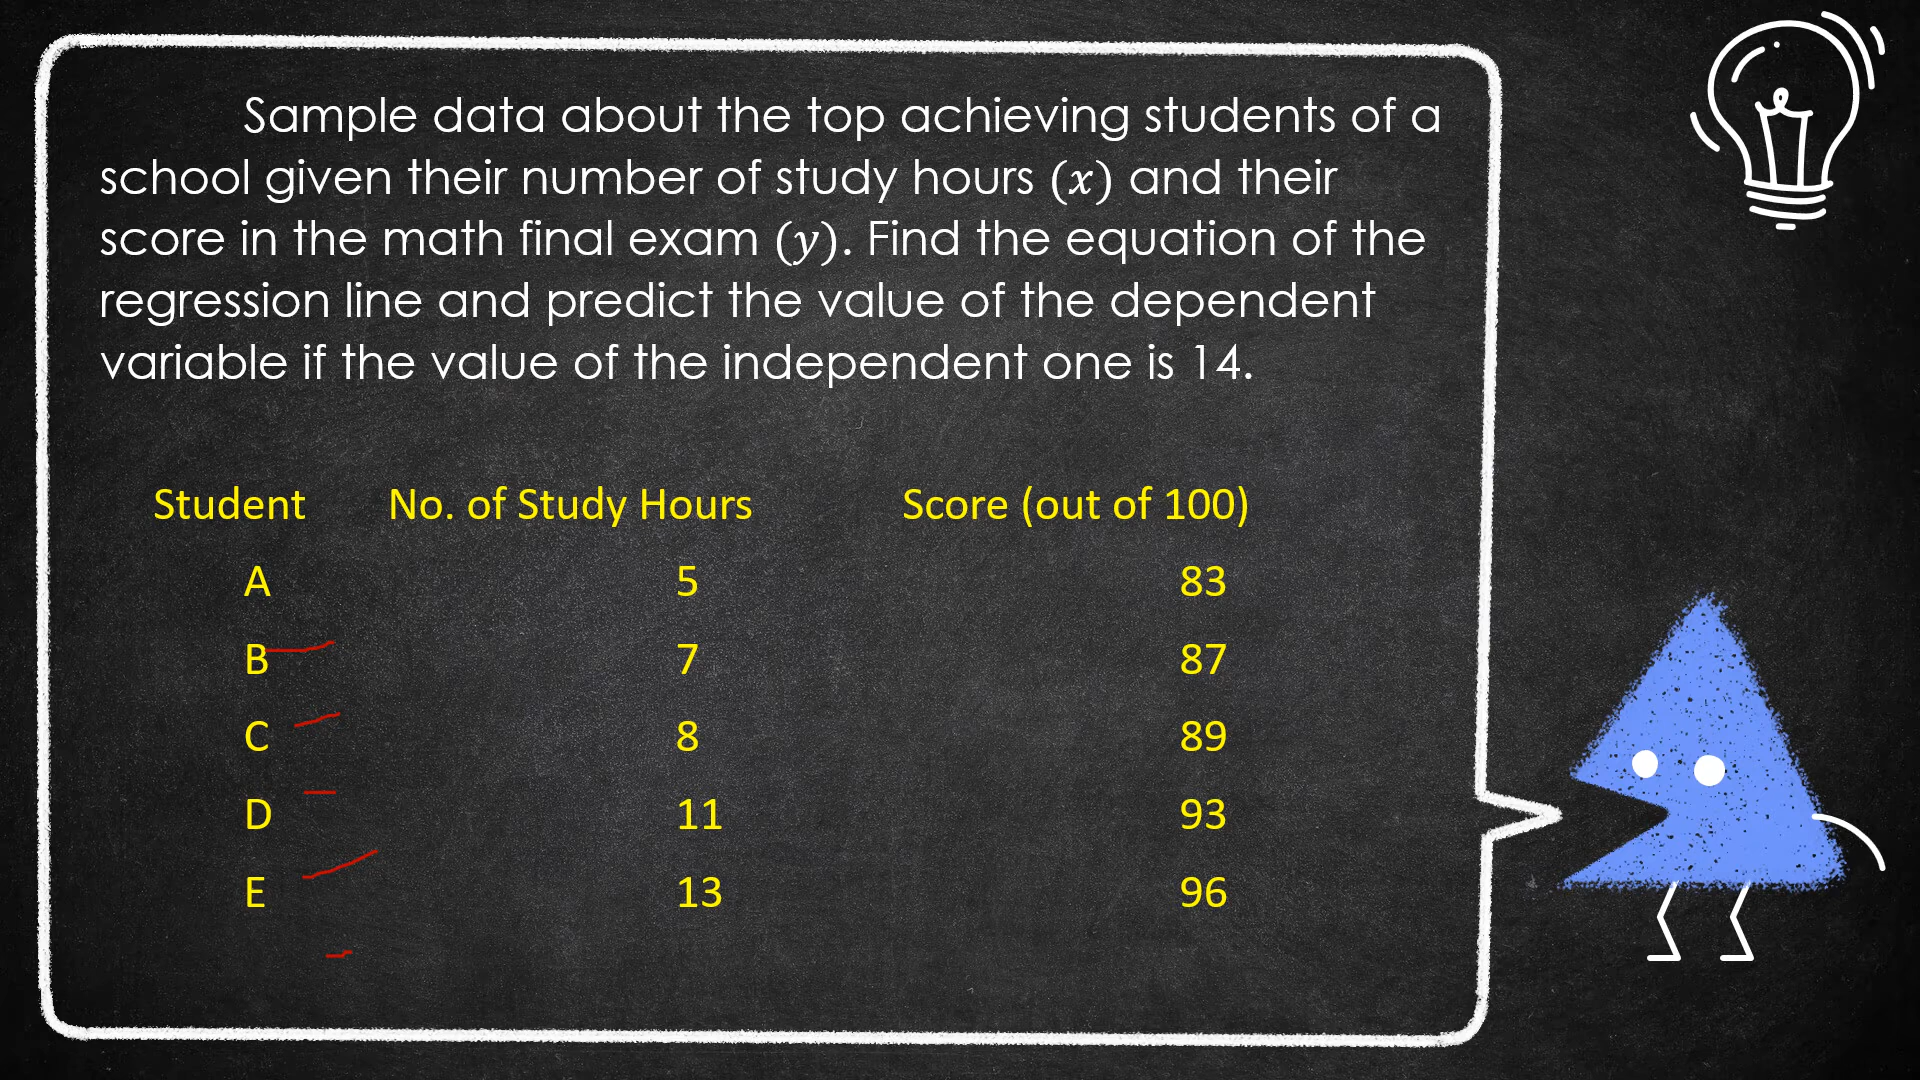 Sample data about the top achieving students of a
school given their number of study hours (x) and their
score in the math final exam (y). Find the equation of the
regression line and predict the value of the dependent
variable if the value of the independent one is 14.
Student No. of Study Hours Score (out of 100)
A 5 83
B 7 87
C 8 89
D 11 93
E 13 96